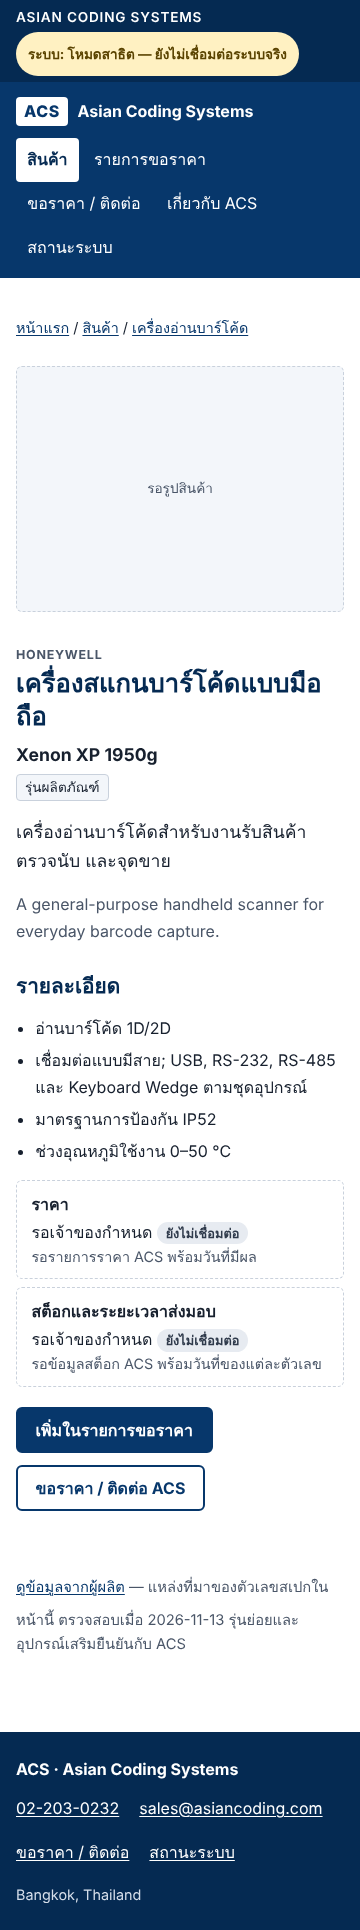 ASIAN CODING SYSTEMS
ระบบ: โหมดสาธิต — ยังไม่เชื่อมต่อระบบจริง
ACS Asian Coding Systems
สินค้า รายการขอราคา
ขอราคา / ติดต่อ เกี่ยวกับ ACS
สถานะระบบ
หน้าแรก / สินค้า / เครื่องอ่านบาร์โค้ด
รอรูปสินค้า
HONEYWELL
เครื่องสแกนบาร์โค้ดแบบมือ
ถือ
Xenon XP 1950g
รุ่นผลิตภัณฑ์
เครื่องอ่านบาร์โค้ดสำหรับงานรับสินค้า
ตรวจนับ และจุดขาย
A general-purpose handheld scanner for
everyday barcode capture.
รายละเอียด
• อ่านบาร์โค้ด 1D/2D
• เชื่อมต่อแบบมีสาย; USB, RS-232, RS-485
และ Keyboard Wedge ตามชุดอุปกรณ์
• มาตรฐานการป้องกัน IP52
• ช่วงอุณหภูมิใช้งาน 0–50 °C
ราคา
รอเจ้าของกำหนด ยังไม่เชื่อมต่อ
รอรายการราคา ACS พร้อมวันที่มีผล
สต็อกและระยะเวลาส่งมอบ
รอเจ้าของกำหนด ยังไม่เชื่อมต่อ
รอข้อมูลสต็อก ACS พร้อมวันที่ของแต่ละตัวเลข
เพิ่มในรายการขอราคา
ขอราคา / ติดต่อ ACS
ดูข้อมูลจากผู้ผลิต — แหล่งที่มาของตัวเลขสเปกใน
หน้านี้ ตรวจสอบเมื่อ 2026-11-13 รุ่นย่อยและ
อุปกรณ์เสริมยืนยันกับ ACS
ACS · Asian Coding Systems
02-203-0232 sales@asiancoding.com
ขอราคา / ติดต่อ สถานะระบบ
Bangkok, Thailand